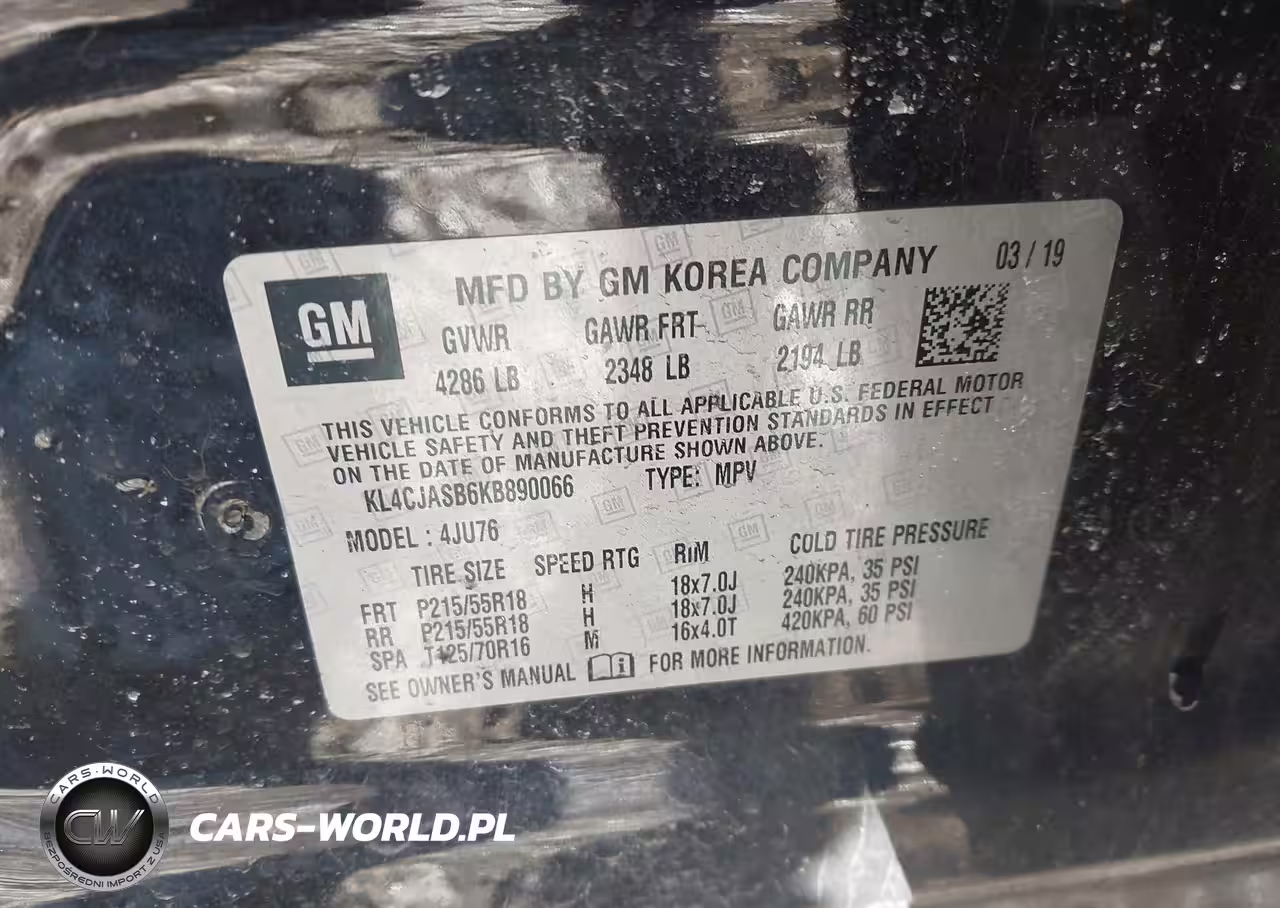 GM
MFD BY GM KOREA COMPANY 03 / 19
GVWR GAWR FRT GAWR RR
4286 LB 2348 LB 2194 LB
THIS VEHICLE CONFORMS TO ALL APPLICABLE U.S. FEDERAL MOTOR
VEHICLE SAFETY AND THEFT PREVENTION STANDARDS IN EFFECT
ON THE DATE OF MANUFACTURE SHOWN ABOVE.
KL4CJASB6KB890066 TYPE: MPV
MODEL : 4JU76
TIRE SIZE SPEED RTG RIM COLD TIRE PRESSURE
FRT P215/55R18 H 18x7.0J 240KPA, 35 PSI
RR P215/55R18 H 18x7.0J 240KPA, 35 PSI
SPA T125/70R16 M 16x4.0T 420KPA, 60 PSI
SEE OWNER'S MANUAL FOR MORE INFORMATION.
CARS-WORLD
CW
BEZPOŚREDNI IMPORT Z USA
CARS-WORLD.PL